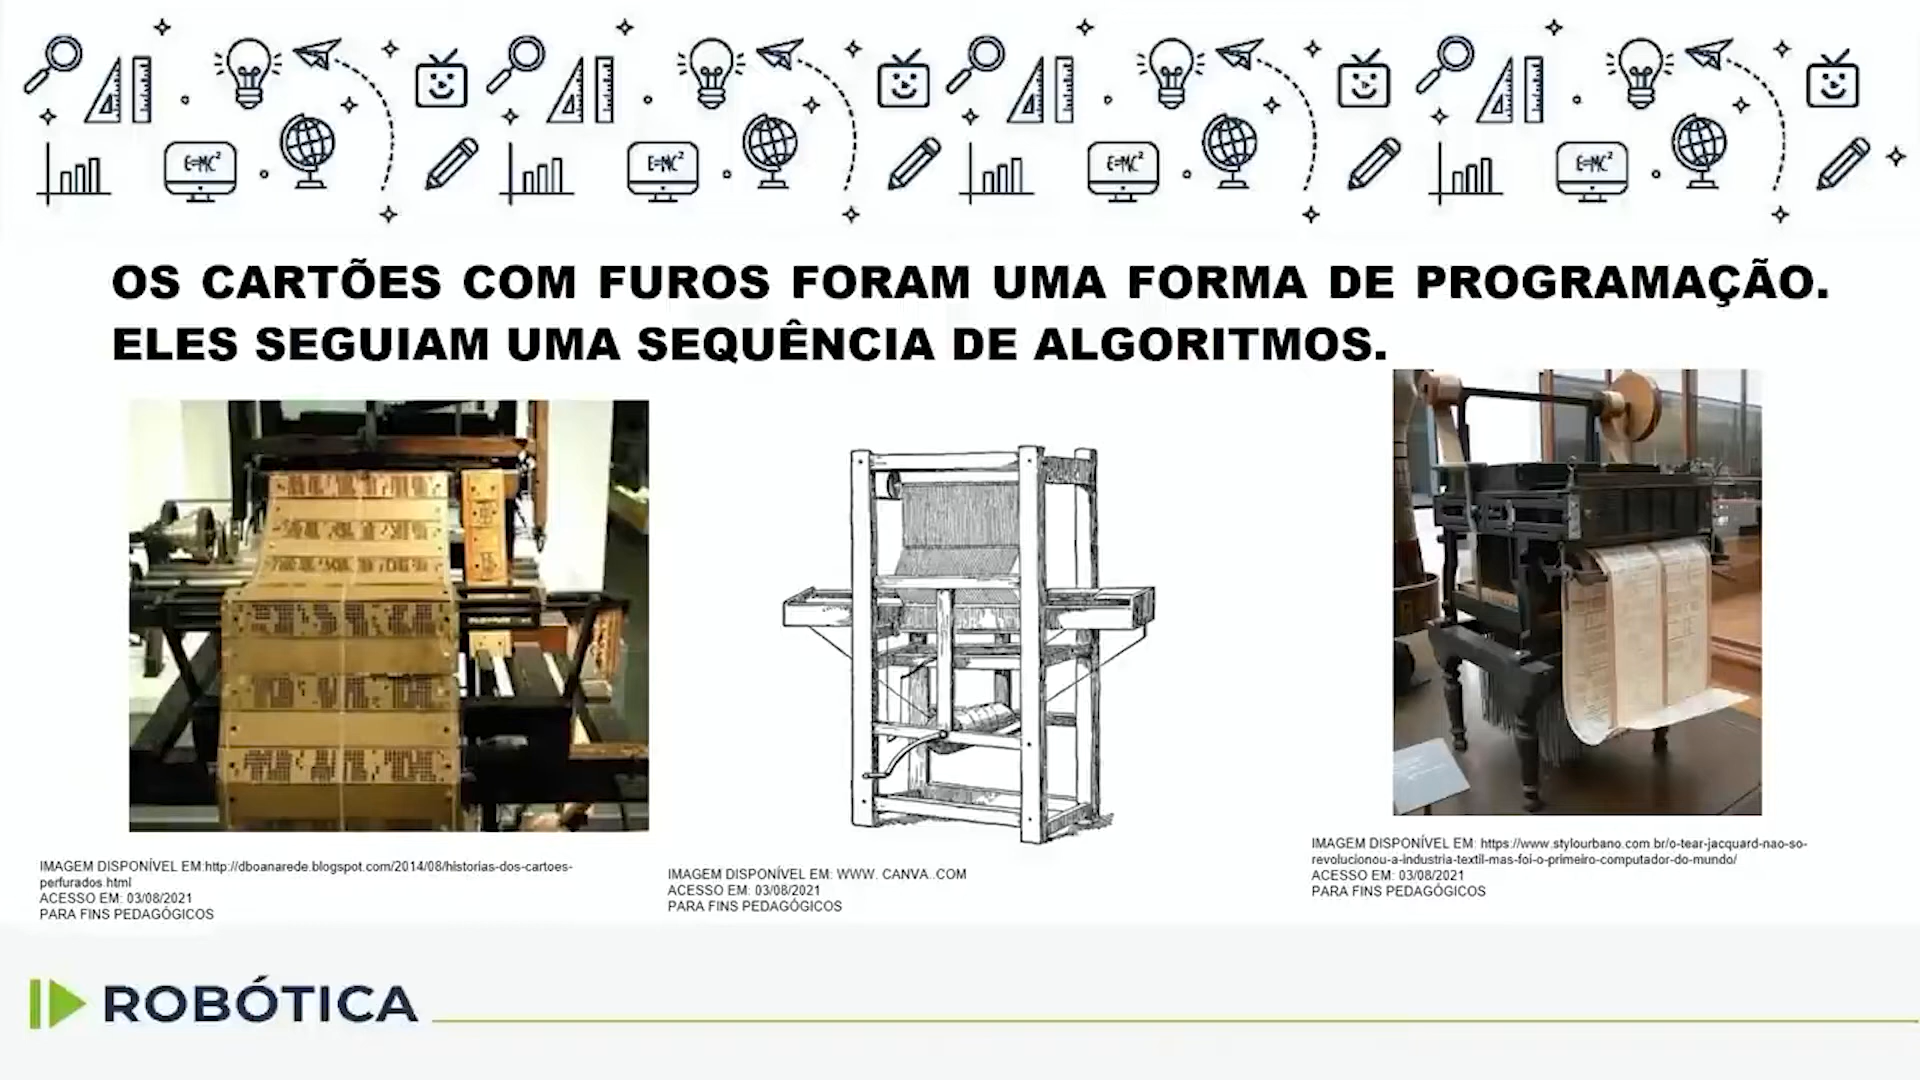 E=MC² E=MC² E=MC² E=MC²
OS CARTÕES COM FUROS FORAM UMA FORMA DE PROGRAMAÇÃO.
ELES SEGUIAM UMA SEQUÊNCIA DE ALGORITMOS.
IMAGEM DISPONÍVEL EM:http://dboanarede.blogspot.com/2014/08/historias-dos-cartoes-
perfurados.html
ACESSO EM: 03/08/2021
PARA FINS PEDAGÓGICOS
IMAGEM DISPONÍVEL EM: WWW. CANVA..COM
ACESSO EM: 03/08/2021
PARA FINS PEDAGÓGICOS
IMAGEM DISPONÍVEL EM: https://www.stylourbano.com.br/o-tear-jacquard-nao-so-
revolucionou-a-industria-textil-mas-foi-o-primeiro-computador-do-mundo/
ACESSO EM: 03/08/2021
PARA FINS PEDAGÓGICOS
ROBÓTICA